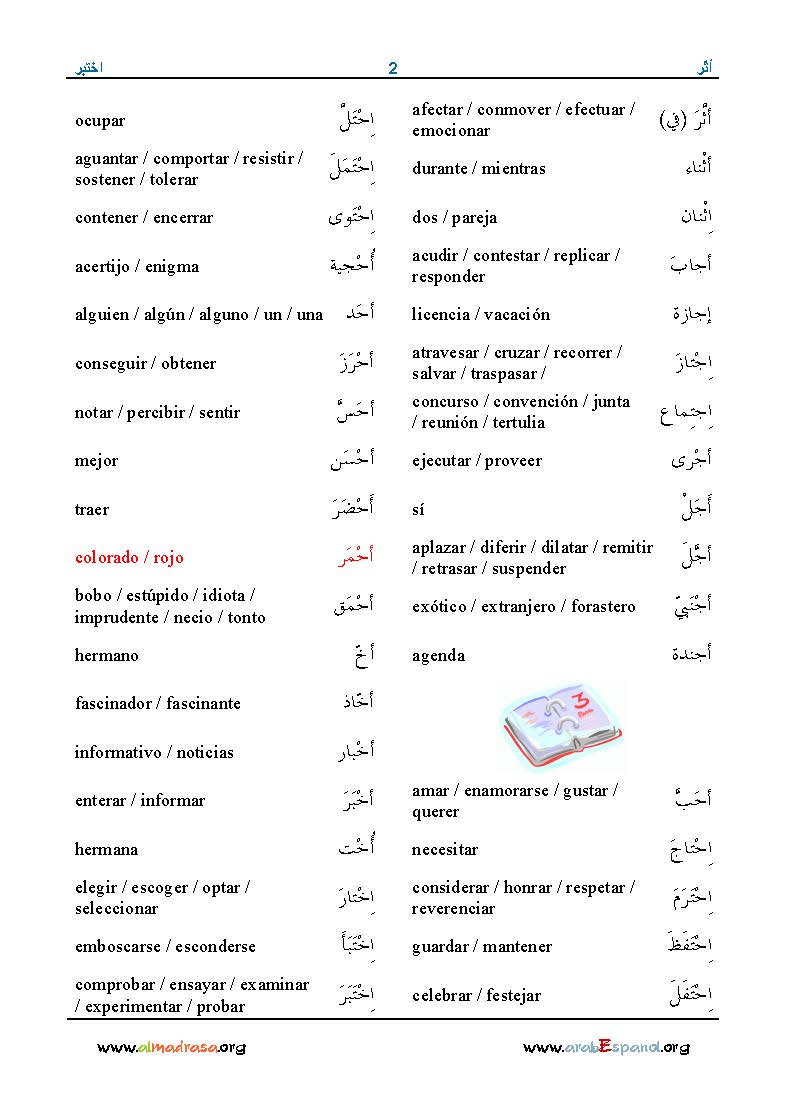 أثّر 2 اختبر
أَثَّرَ (في) afectar / conmover / efectuar /
emocionar
أَثْناء durante / mientras
اِثْنان dos / pareja
أجابَ acudir / contestar / replicar /
responder
إجازة licencia / vacación
اِجْتازَ atravesar / cruzar / recorrer /
salvar / traspasar /
اِجتِماع concurso / convención / junta
/ reunión / tertulia
أجْرى ejecutar / proveer
أَجَلْ sí
أجَّلَ aplazar / diferir / dilatar / remitir
/ retrasar / suspender
أجْنَبيّ exótico / extranjero / forastero
أجندة agenda
3
أحَبَّ amar / enamorarse / gustar /
querer
اِحْتاجَ necesitar
اِحْتَرَمَ considerar / honrar / respetar /
reverenciar
اِحْتَفَظَ guardar / mantener
اِحْتَفَلَ celebrar / festejar
اِحْتَلَّ ocupar
اِحْتَمَلَ aguantar / comportar / resistir /
sostener / tolerar
اِحْتَوى contener / encerrar
أُحْجية acertijo / enigma
أحَد alguien / algún / alguno / un / una
أحْرَزَ conseguir / obtener
أحَسَّ notar / percibir / sentir
أحْسَن mejor
أَحْضَرَ traer
أحْمَر colorado / rojo
أحْمَق bobo / estúpido / idiota /
imprudente / necio / tonto
أخّ hermano
أخّاذ fascinador / fascinante
أخْبار informativo / noticias
أخْبَرَ enterar / informar
أُخْت hermana
اِخْتارَ elegir / escoger / optar /
seleccionar
اِخْتَبَأَ emboscarse / esconderse
اِخْتَبَرَ comprobar / ensayar / examinar
/ experimentar / probar
www.almadrasa.org www.arabEspanol.org